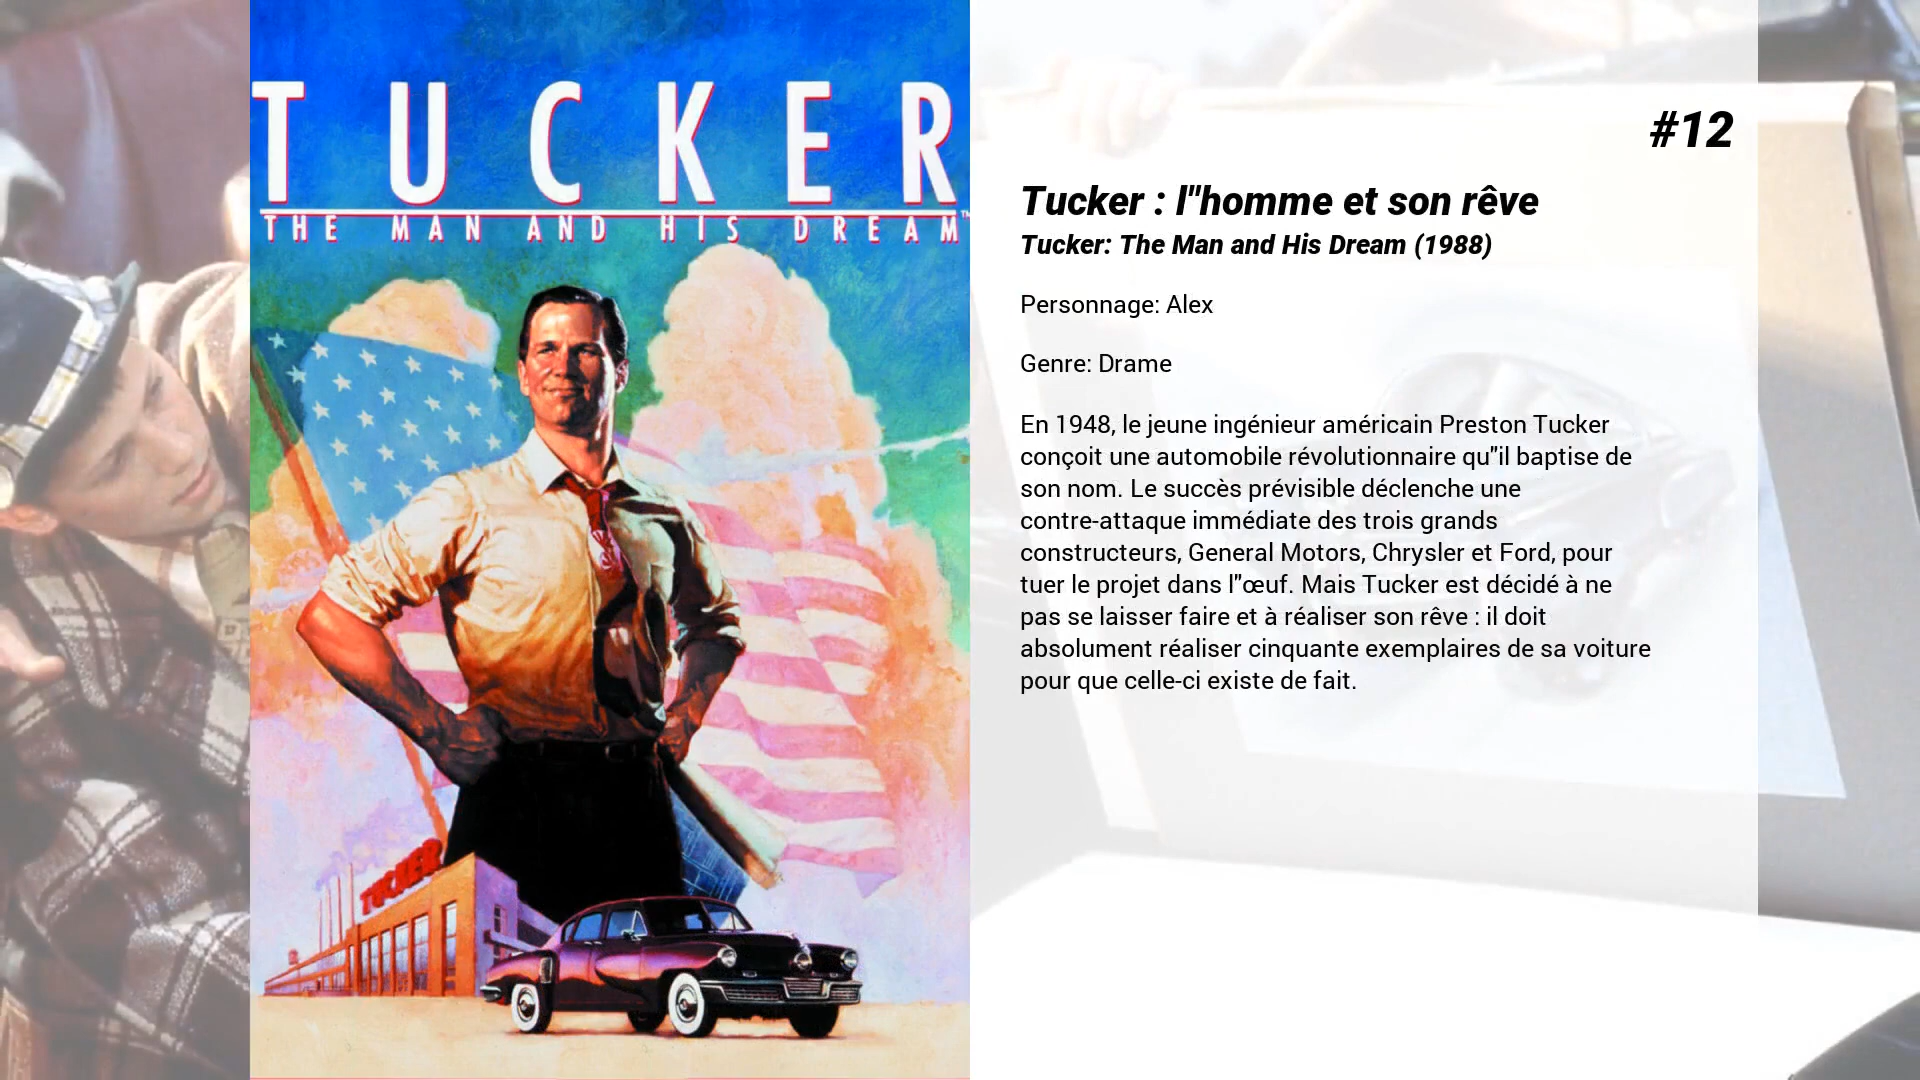 TUCKER
THE MAN AND HIS DREAM™
TUCKER
#12
Tucker : l"homme et son rêve
Tucker: The Man and His Dream (1988)
Personnage: Alex
Genre: Drame
En 1948, le jeune ingénieur américain Preston Tucker
conçoit une automobile révolutionnaire qu"il baptise de
son nom. Le succès prévisible déclenche une
contre-attaque immédiate des trois grands
constructeurs, General Motors, Chrysler et Ford, pour
tuer le projet dans l"œuf. Mais Tucker est décidé à ne
pas se laisser faire et à réaliser son rêve : il doit
absolument réaliser cinquante exemplaires de sa voiture
pour que celle-ci existe de fait.